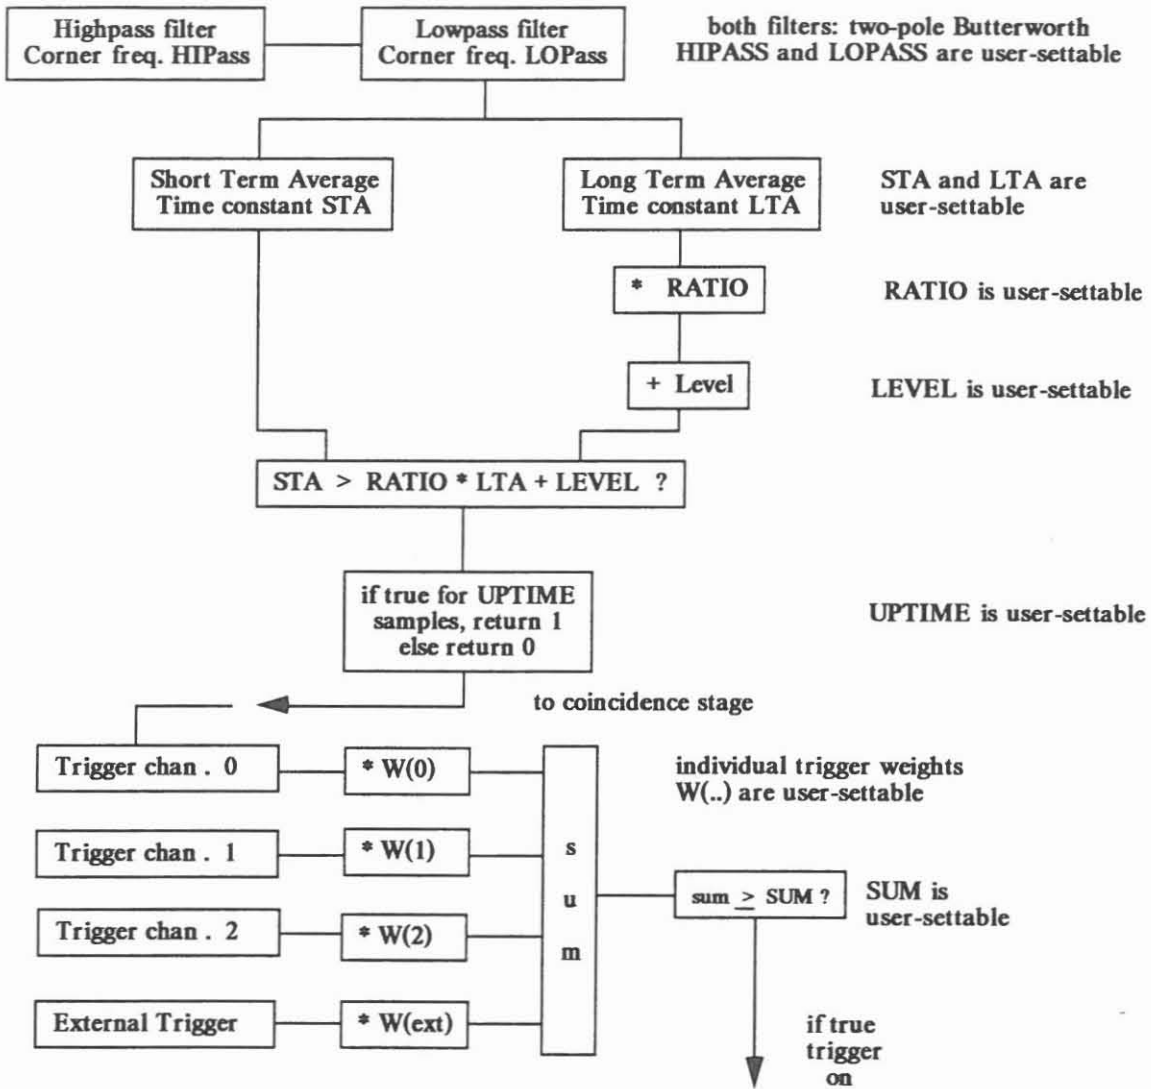 Highpass filter
Corner freq. HIPass
Lowpass filter
Corner freq. LOPass
both filters: two-pole Butterworth
HIPASS and LOPASS are user-settable
Short Term Average
Time constant STA
Long Term Average
Time constant LTA
STA and LTA are
user-settable
* RATIO
RATIO is user-settable
+ Level
LEVEL is user-settable
STA > RATIO * LTA + LEVEL ?
if true for UPTIME
samples, return 1
else return 0
UPTIME is user-settable
to coincidence stage
Trigger chan . 0
* W(0)
individual trigger weights
W(..) are user-settable
Trigger chan . 1
* W(1)
Trigger chan . 2
* W(2)
External Trigger
* W(ext)
s
u
m
sum ≥ SUM ?
SUM is
user-settable
if true
trigger
on